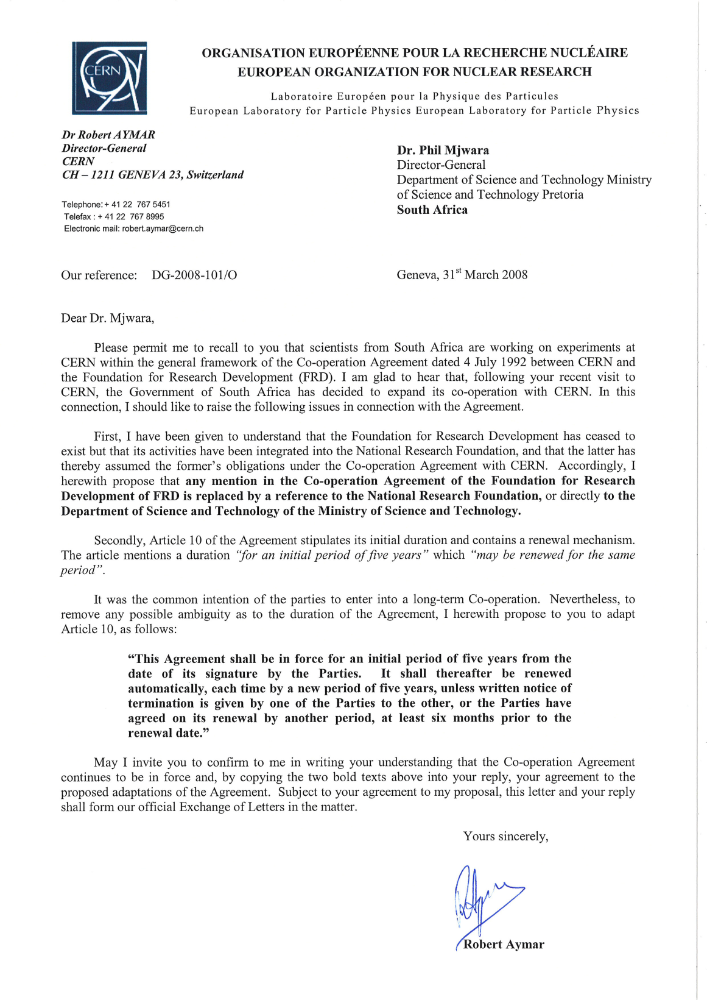 CERN
ORGANISATION EUROPÉENNE POUR LA RECHERCHE NUCLÉAIRE
EUROPEAN ORGANIZATION FOR NUCLEAR RESEARCH
Laboratoire Européen pour la Physique des Particules
European Laboratory for Particle Physics European Laboratory for Particle Physics
Dr Robert AYMAR
Director-General
CERN
CH – 1211 GENEVA 23, Switzerland
Telephone: + 41 22 767 5451
Telefax : + 41 22 767 8995
Electronic mail: robert.aymar@cern.ch
Dr. Phil Mjwara
Director-General
Department of Science and Technology Ministry
of Science and Technology Pretoria
South Africa
Our reference: DG-2008-101/O
Geneva, 31st March 2008
Dear Dr. Mjwara,
Please permit me to recall to you that scientists from South Africa are working on experiments at
CERN within the general framework of the Co-operation Agreement dated 4 July 1992 between CERN and
the Foundation for Research Development (FRD). I am glad to hear that, following your recent visit to
CERN, the Government of South Africa has decided to expand its co-operation with CERN. In this
connection, I should like to raise the following issues in connection with the Agreement.
First, I have been given to understand that the Foundation for Research Development has ceased to
exist but that its activities have been integrated into the National Research Foundation, and that the latter has
thereby assumed the former's obligations under the Co-operation Agreement with CERN. Accordingly, I
herewith propose that any mention in the Co-operation Agreement of the Foundation for Research
Development of FRD is replaced by a reference to the National Research Foundation, or directly to the
Department of Science and Technology of the Ministry of Science and Technology.
Secondly, Article 10 of the Agreement stipulates its initial duration and contains a renewal mechanism.
The article mentions a duration “for an initial period of five years” which “may be renewed for the same
period”.
It was the common intention of the parties to enter into a long-term Co-operation. Nevertheless, to
remove any possible ambiguity as to the duration of the Agreement, I herewith propose to you to adapt
Article 10, as follows:
“This Agreement shall be in force for an initial period of five years from the
date of its signature by the Parties. It shall thereafter be renewed
automatically, each time by a new period of five years, unless written notice of
termination is given by one of the Parties to the other, or the Parties have
agreed on its renewal by another period, at least six months prior to the
renewal date.”
May I invite you to confirm to me in writing your understanding that the Co-operation Agreement
continues to be in force and, by copying the two bold texts above into your reply, your agreement to the
proposed adaptations of the Agreement. Subject to your agreement to my proposal, this letter and your reply
shall form our official Exchange of Letters in the matter.
Yours sincerely,
Robert Aymar